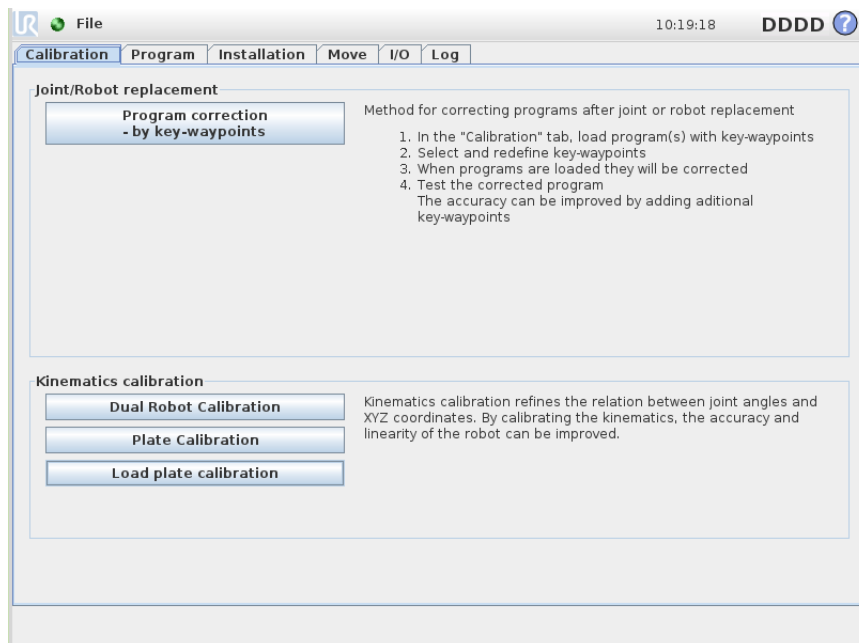 UR File 10:19:18 DDDD ?
Calibration Program Installation Move I/O Log
Joint/Robot replacement
Program correction
- by key-waypoints
Method for correcting programs after joint or robot replacement
1. In the "Calibration" tab, load program(s) with key-waypoints
2. Select and redefine key-waypoints
3. When programs are loaded they will be corrected
4. Test the corrected program
The accuracy can be improved by adding aditional
key-waypoints
Kinematics calibration
Dual Robot Calibration
Plate Calibration
Load plate calibration
Kinematics calibration refines the relation between joint angles and
XYZ coordinates. By calibrating the kinematics, the accuracy and
linearity of the robot can be improved.